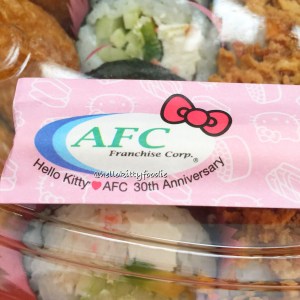 AFC
Franchise Corp.®
@hellokittyfoodie
Hello Kitty❤AFC 30th Anniversary